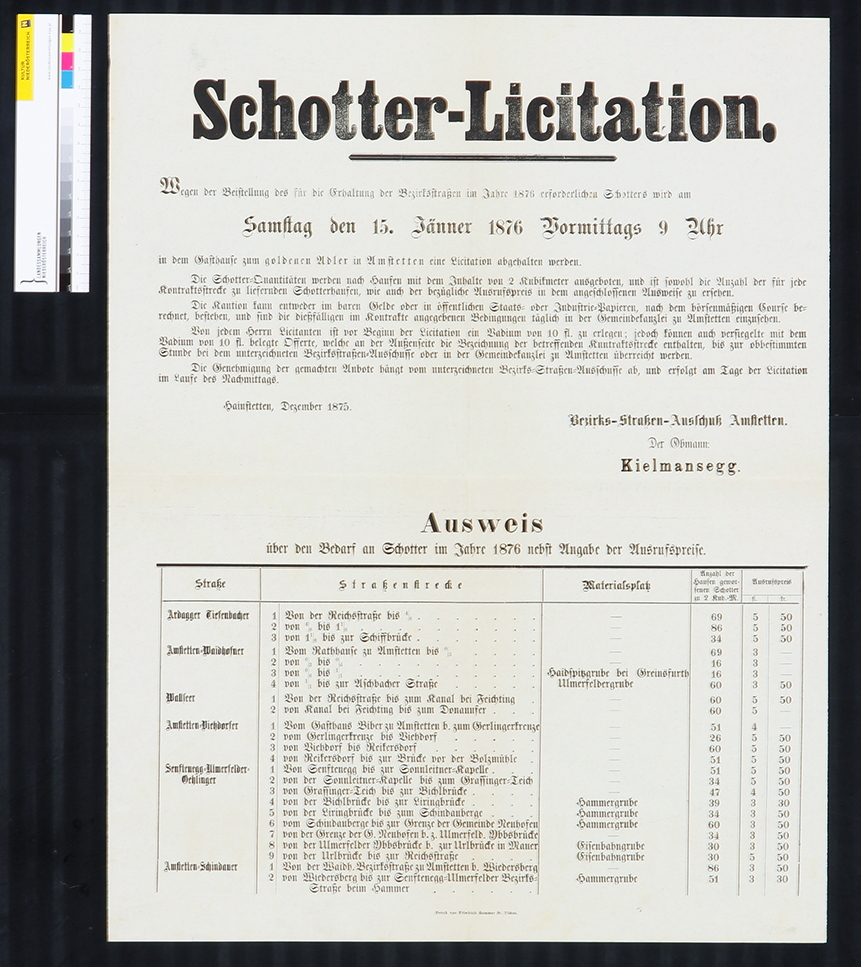 KULTUR
NIEDERÖSTERREICH
LANDESSAMMLUNGEN
NIEDERÖSTERREICH
Schotter-Licitation.
Wegen der Beistellung des für die Erhaltung der Bezirksstraßen im Jahre 1876 erforderlichen Schotters wird am
Samstag den 15. Jänner 1876 Vormittags 9 Uhr
in dem Gasthause zum goldenen Adler in Amstetten eine Licitation abgehalten werden.
Die Schotter-Quantitäten werden nach Haufen mit dem Inhalte von 2 Kubikmeter ausgeboten, und ist sowohl die Anzahl der für jede
Kontraktsstrecke zu liefernden Schotterhaufen, wie auch der bezügliche Ausrufspreis in dem angeschlossenen Ausweise zu ersehen.
Die Kaution kann entweder im baren Gelde oder in öffentlichen Staats- oder Industrie-Papieren, nach dem börsenmäßigen Course be-
rechnet, bestehen, und sind die dießfälligen im Kontrakte angegebenen Bedingungen täglich in der Gemeindekanzlei zu Amstetten einzusehen.
Von jedem Herrn Licitanten ist vor Beginn der Licitation ein Vadium von 10 fl. zu erlegen; jedoch können auch versiegelte mit dem
Vadium von 10 fl. belegte Offerte, welche an der Außenseite die Bezeichnung der betreffenden Kontraktsstrecke enthalten, bis zur obbestimmten
Stunde bei dem unterzeichneten Bezirksstraßen-Ausschusse oder in der Gemeindekanzlei zu Amstetten überreicht werden.
Die Genehmigung der gemachten Anbote hängt vom unterzeichneten Bezirks-Straßen-Ausschusse ab, und erfolgt am Tage der Licitation
im Laufe des Nachmittags.
Hainstetten, Dezember 1875.
Bezirks-Straßen-Ausschuß Amstetten.
Der Obmann:
Kielmansegg.
Ausweis
über den Bedarf an Schotter im Jahre 1876 nebst Angabe der Ausrufspreise.
Straße Straßenstrecke Materialsplatz Anzahl der Haufen gewor- fenen Schotter zu 2 Kub.-M. Ausrufspreis fl. kr.
Ardagger Tiefenbacher 1 Von der Reichsstraße bis — 69 5 50
2 von bis — 86 5 50
3 von bis zur Schiffbrücke — 34 5 50
Amstetten-Waidhofner 1 Vom Rathhause zu Amstetten bis — 69 3 —
2 von bis — 16 3 —
3 von bis Haidspitzgrube bei Greinsfurth 16 3 —
4 von bis zur Aschbacher Straße Ulmerfeldergrube 60 3 50
Wallseer 1 Von der Reichsstraße bis zum Kanal bei Feichting — 60 5 50
2 von Kanal bei Feichting bis zum Donauufer — 60 5 —
Amstetten-Viehdorfer 1 Vom Gasthaus Biber zu Amstetten b. zum Gerlingerkreuze — 51 4 —
2 vom Gerlingerkreuze bis Viehdorf — 26 5 50
3 von Viehdorf bis Reikersdorf — 60 5 50
4 von Reikersdorf bis zur Brücke vor der Bolzmühle — 51 5 50
Senftenegg-Ulmerfelder- 1 Von Senftenegg bis zur Sonnleitner-Kapelle — 51 5 50
Oehlinger 2 von der Sonnleitner-Kapelle bis zum Graffinger-Teich — 34 5 50
3 von Graffinger-Teich bis zur Bichlbrücke — 47 4 50
4 von der Bichlbrücke bis zur Liringbrücke Hammergrube 39 3 30
5 von der Liringbrücke bis zum Schindauberge Hammergrube 34 3 50
6 vom Schindauberge bis zur Grenze der Gemeinde Neuhofen Hammergrube 60 3 50
7 von der Grenze der G. Neuhofen b. z. Ulmerfeld. Ybbsbrücke 34 3 50
8 von der Ulmerfelder Ybbsbrücke b. zur Urlbrücke in Mauer Eisenbahngrube 30 3 50
9 von der Urlbrücke bis zur Reichsstraße Eisenbahngrube 30 5 50
Amstetten-Schindauer 1 Von der Waidh. Bezirksstraße zu Amstetten b. Wiedersberg — 86 3 50
2 von Wiedersberg bis zur Senftenegg-Ulmerfelder Bezirks- Hammergrube 51 3 30
Straße beim Hammer
Druck von Friedrich